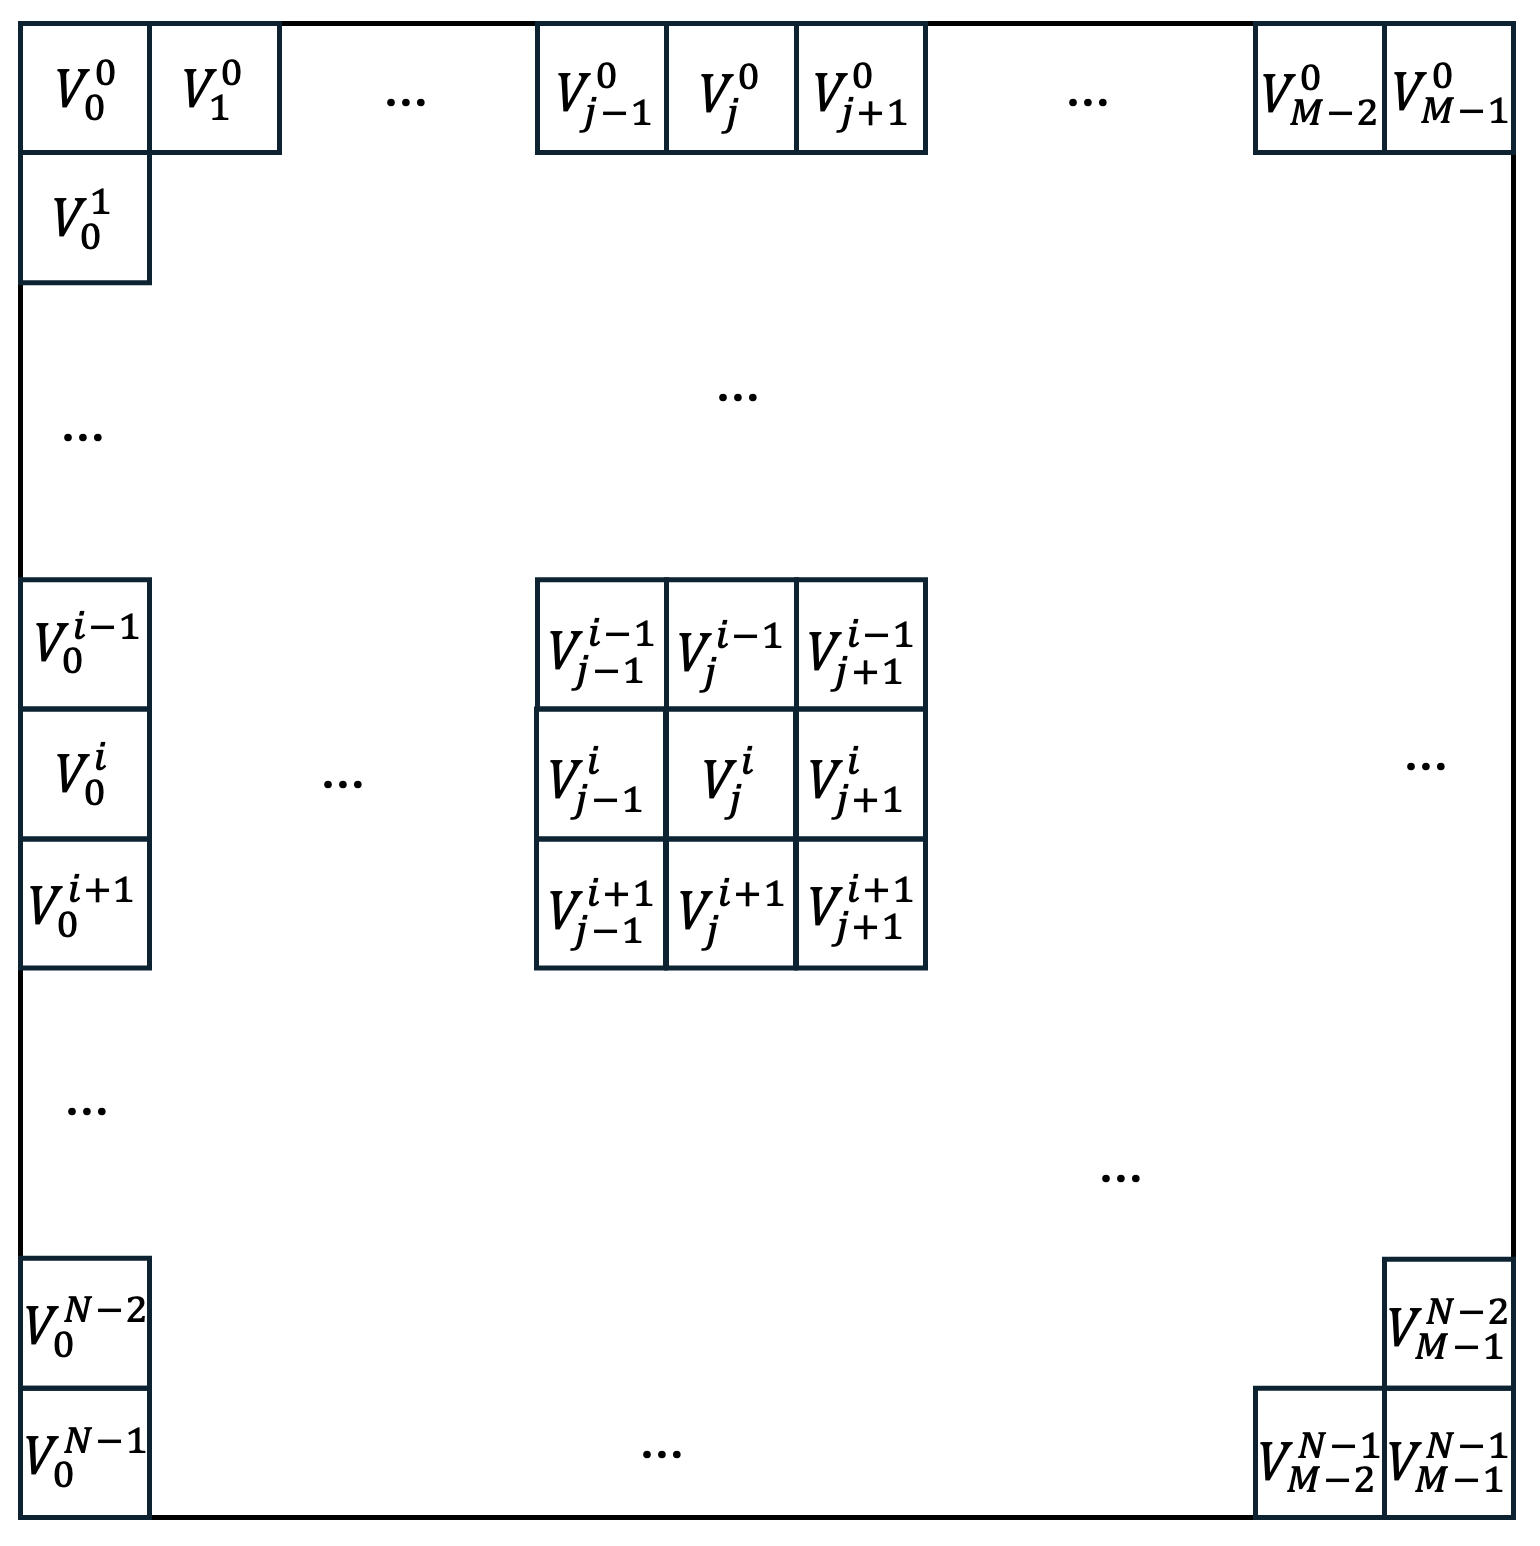 V_0^0 V_1^0 ... V_{j-1}^0 V_j^0 V_{j+1}^0 ... V_{M-2}^0 V_{M-1}^0
V_0^1
...
...
V_0^{i-1} V_{j-1}^{i-1} V_j^{i-1} V_{j+1}^{i-1}
V_0^i ... V_{j-1}^i V_j^i V_{j+1}^i ...
V_0^{i+1} V_{j-1}^{i+1} V_j^{i+1} V_{j+1}^{i+1}
...
...
V_0^{N-2} V_{M-1}^{N-2}
V_0^{N-1} ... V_{M-2}^{N-1} V_{M-1}^{N-1}